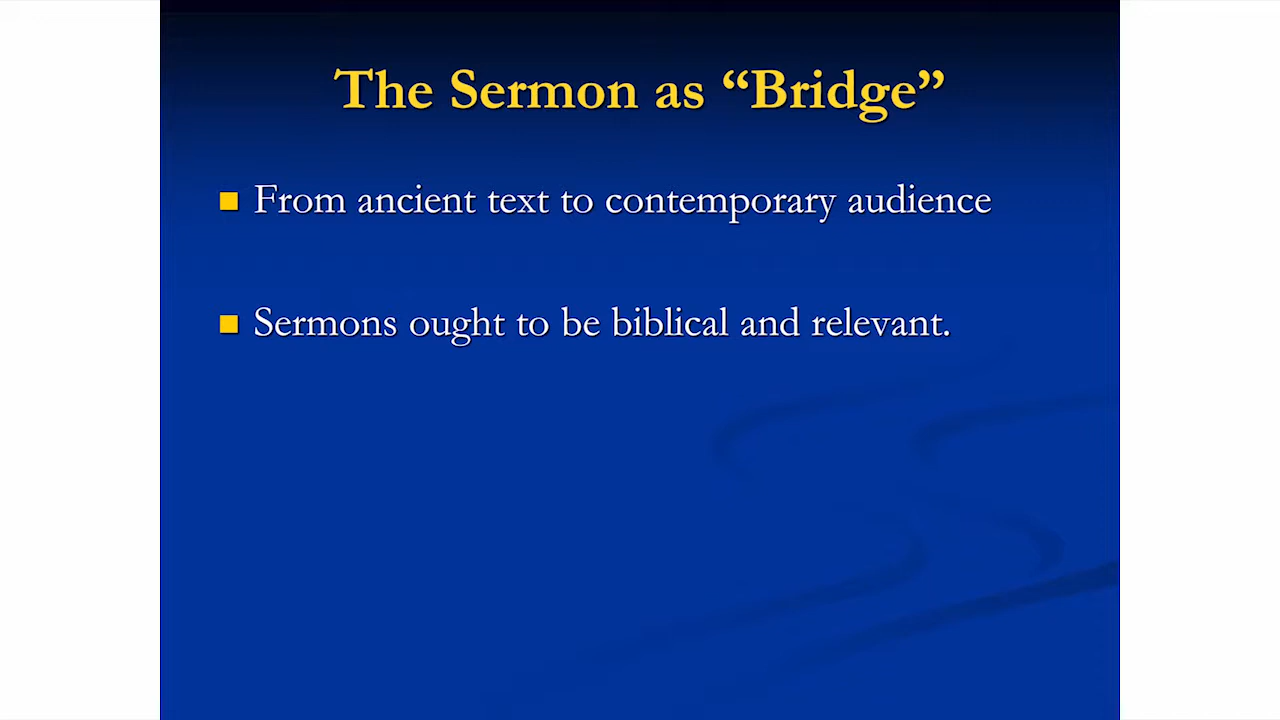 The Sermon as “Bridge”
From ancient text to contemporary audience
Sermons ought to be biblical and relevant.